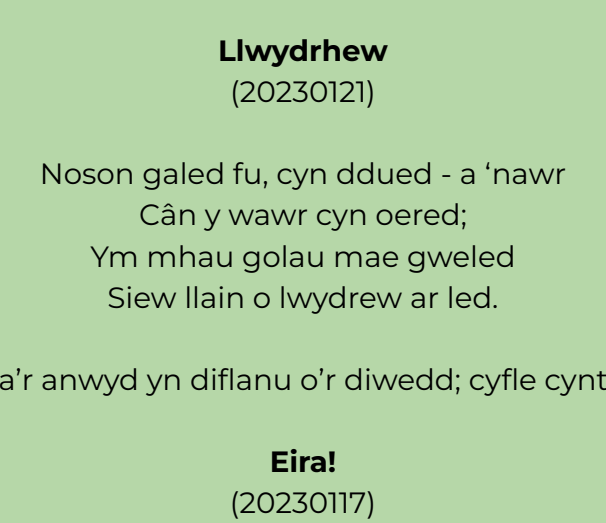 Llwydrhew
(20230121)
Noson galed fu, cyn ddued - a ‘nawr
Cân y wawr cyn oered;
Ym mhau golau mae gweled
Siew llain o lwydrew ar led.
a’r anwyd yn diflanu o’r diwedd; cyfle cynt
Eira!
(20230117)